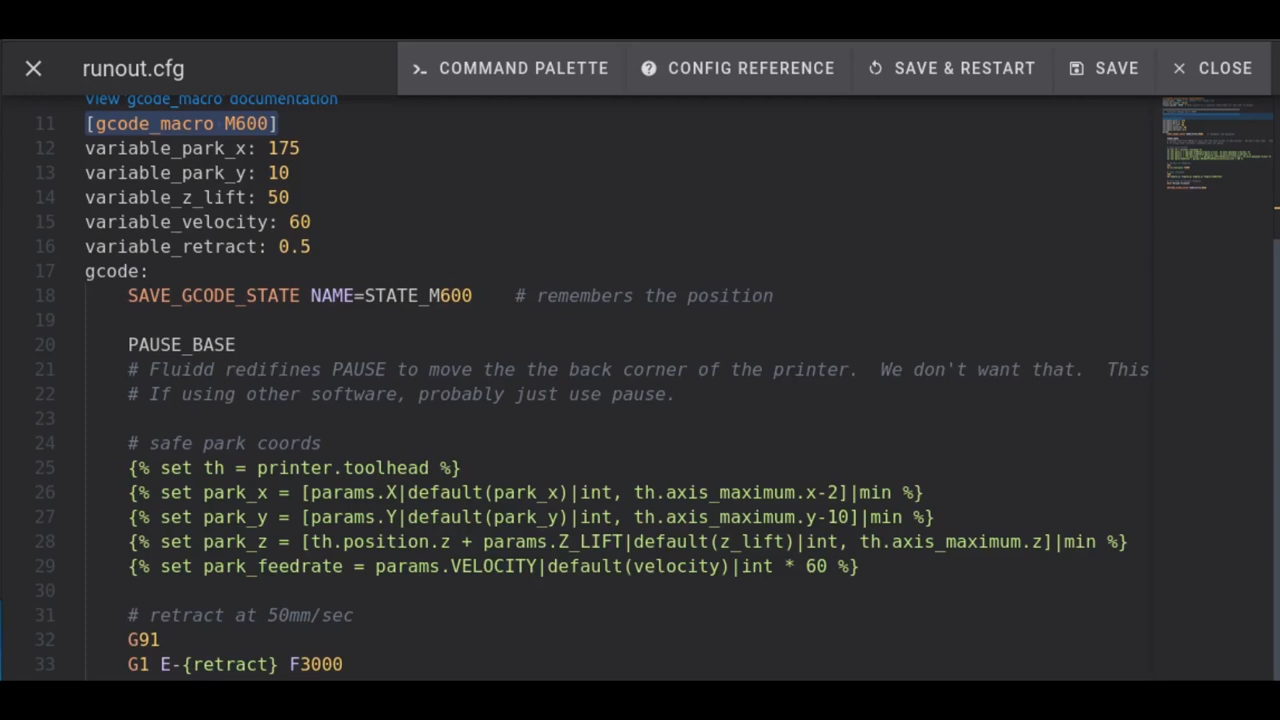 runout.cfg
COMMAND PALETTE
CONFIG REFERENCE
SAVE & RESTART
SAVE
CLOSE
View gcode_macro documentation
11 [gcode_macro M600]
12 variable_park_x: 175
13 variable_park_y: 10
14 variable_z_lift: 50
15 variable_velocity: 60
16 variable_retract: 0.5
17 gcode:
18 SAVE_GCODE_STATE NAME=STATE_M600 # remembers the position
19
20 PAUSE_BASE
21 # Fluidd redifines PAUSE to move the the back corner of the printer. We don't want that. This
22 # If using other software, probably just use pause.
23
24 # safe park coords
25 {% set th = printer.toolhead %}
26 {% set park_x = [params.X|default(park_x)|int, th.axis_maximum.x-2]|min %}
27 {% set park_y = [params.Y|default(park_y)|int, th.axis_maximum.y-10]|min %}
28 {% set park_z = [th.position.z + params.Z_LIFT|default(z_lift)|int, th.axis_maximum.z]|min %}
29 {% set park_feedrate = params.VELOCITY|default(velocity)|int * 60 %}
30
31 # retract at 50mm/sec
32 G91
33 G1 E-{retract} F3000